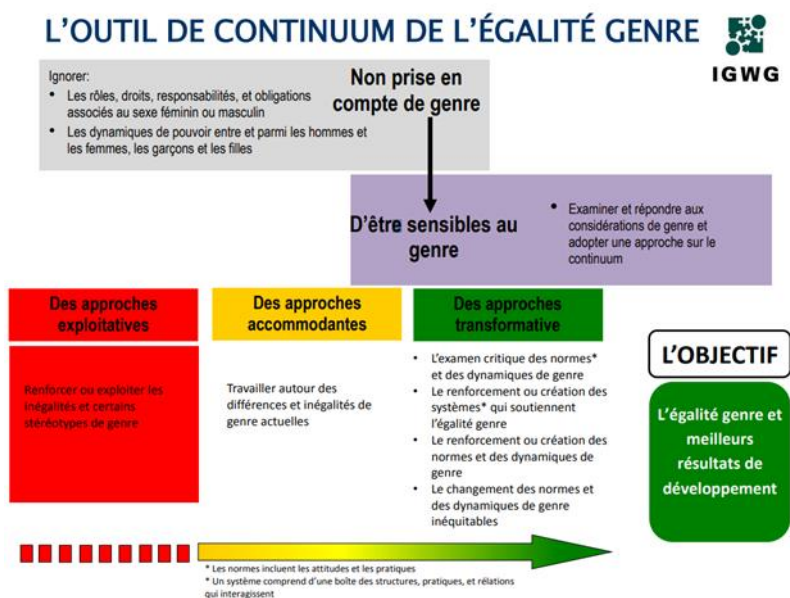 L'OUTIL DE CONTINUUM DE L'ÉGALITÉ GENRE
IGWG
Ignorer:
• Les rôles, droits, responsabilités, et obligations
associés au sexe féminin ou masculin
• Les dynamiques de pouvoir entre et parmi les hommes et
les femmes, les garçons et les filles
Non prise en
compte de genre
D'être sensibles au
genre
• Examiner et répondre aux
considérations de genre et
adopter une approche sur le
continuum
Des approches
exploitatives
Renforcer ou exploiter les
inégalités et certains
stéréotypes de genre
Des approches
accommodantes
Travailler autour des
différences et inégalités de
genre actuelles
Des approches
transformative
• L'examen critique des normes*
et des dynamiques de genre
• Le renforcement ou création des
systèmes* qui soutiennent
l'égalité genre
• Le renforcement ou création des
normes et des dynamiques de
genre
• Le changement des normes et
des dynamiques de genre
inéquitables
L'OBJECTIF
L'égalité genre et
meilleurs
résultats de
développement
* Les normes incluent les attitudes et les pratiques
* Un système comprend d'une boîte des structures, pratiques, et rélations
qui interagissent